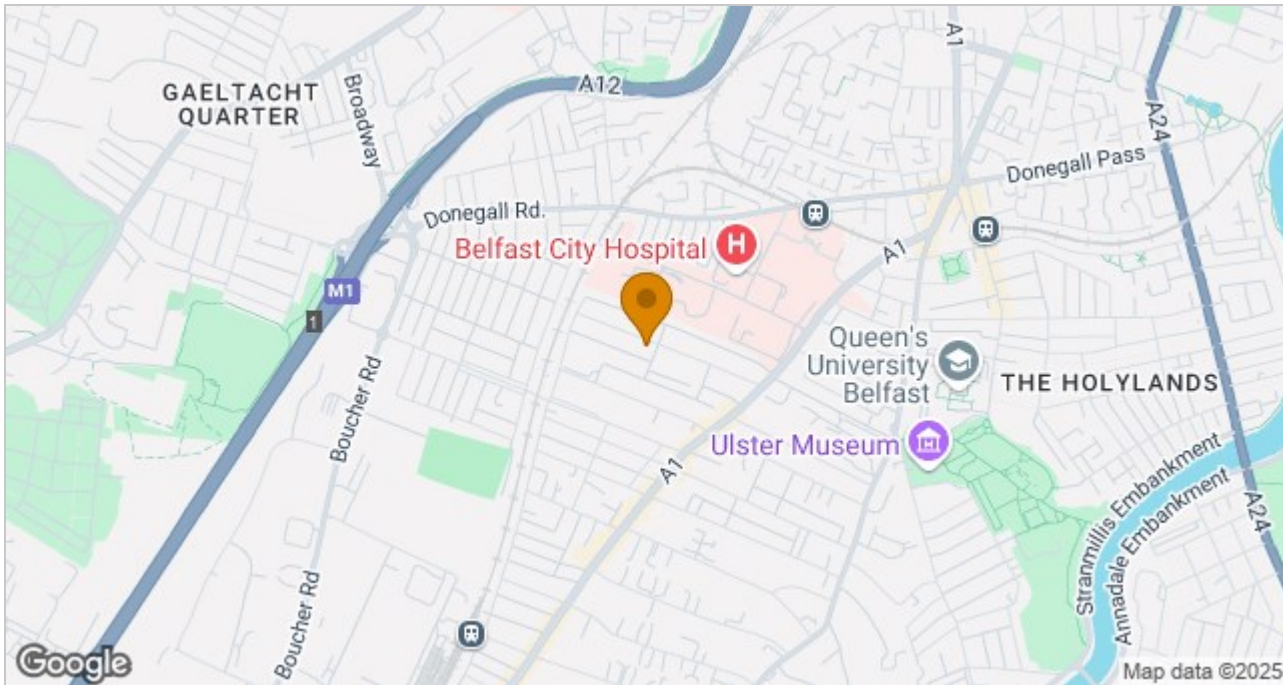 GAELTACHT
QUARTER
Broadway
A12
A1
A24
Donegall Pass
Donegall Rd.
Belfast City Hospital
H
A1
M1
1
Boucher Rd
Queen's
University
Belfast
THE HOLYLANDS
Ulster Museum
A1
Stranmillis Embankment
Annadale Embankment
A24
Boucher Rd
Google
Map data ©2025